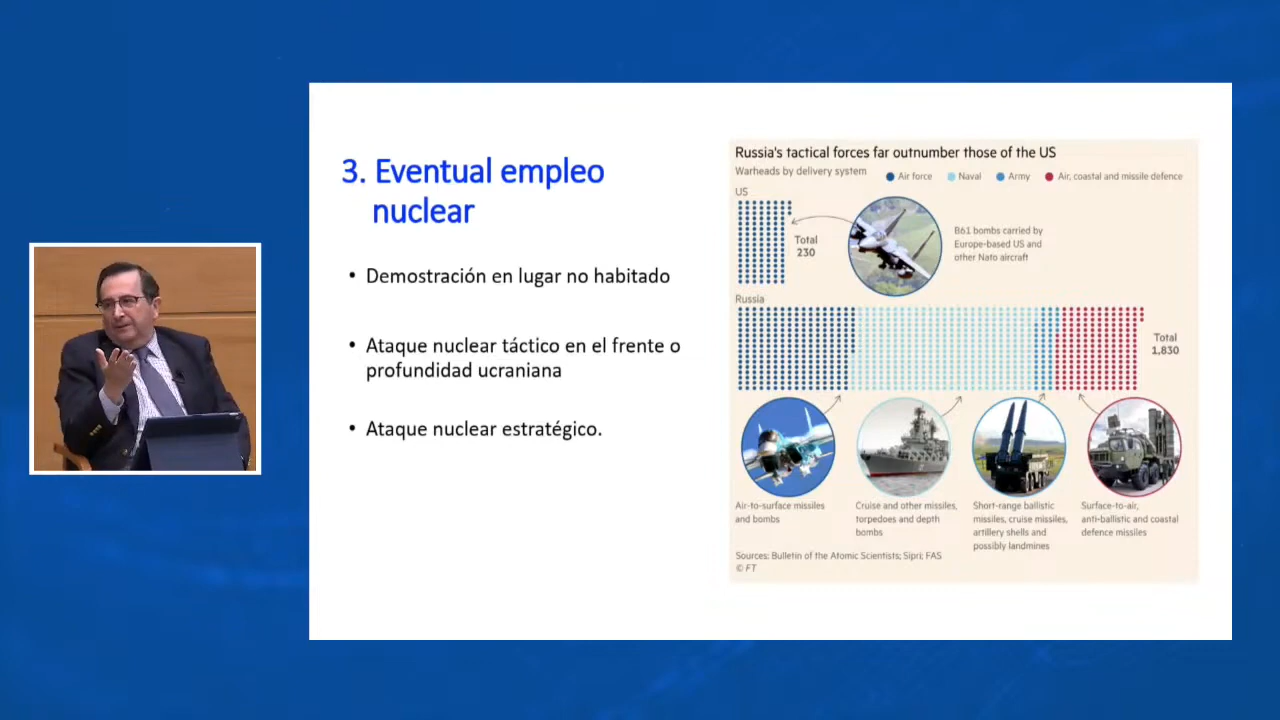 3. Eventual empleo
nuclear
• Demostración en lugar no habitado
• Ataque nuclear táctico en el frente o
profundidad ucraniana
• Ataque nuclear estratégico.
Russia's tactical forces far outnumber those of the US
Warheads by delivery system
Air force
Naval
Army
Air, coastal and missile defence
US
Total
230
B61 bombs carried by
Europe-based US and
other Nato aircraft
Russia
Total
1,830
Air-to-surface missiles
and bombs
Cruise and other missiles,
torpedoes and depth
bombs
Short-range ballistic
missiles, cruise missiles,
artillery shells and
possibly landmines
Surface-to-air,
anti-ballistic and coastal
defence missiles
Sources: Bulletin of the Atomic Scientists; Sipri; FAS
© FT